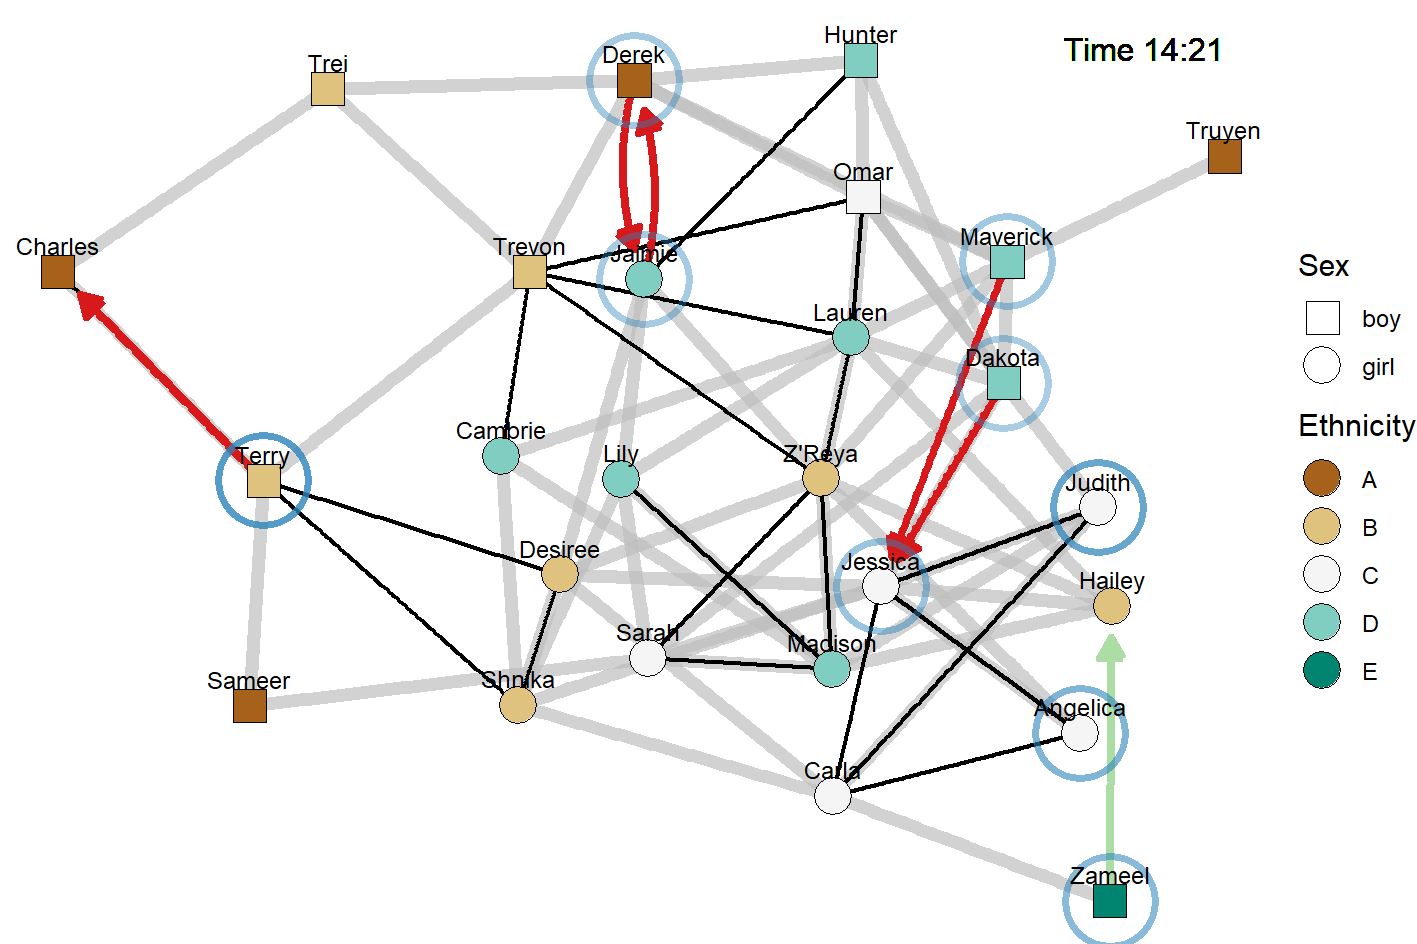 Hunter
Time 14:21
Derek
Trei
Truyen
Omar
Maverick
Charles
Trevon
Jaimie
Sex
Lauren
boy
Dakota
girl
Ethnicity
Cambrie
Lily
Z'Reya
Terry
Judith
A
B
Desiree
Jessica
C
Hailey
D
Sarah
Madison
E
Sameer
Shnika
Angelica
Carla
Zameel